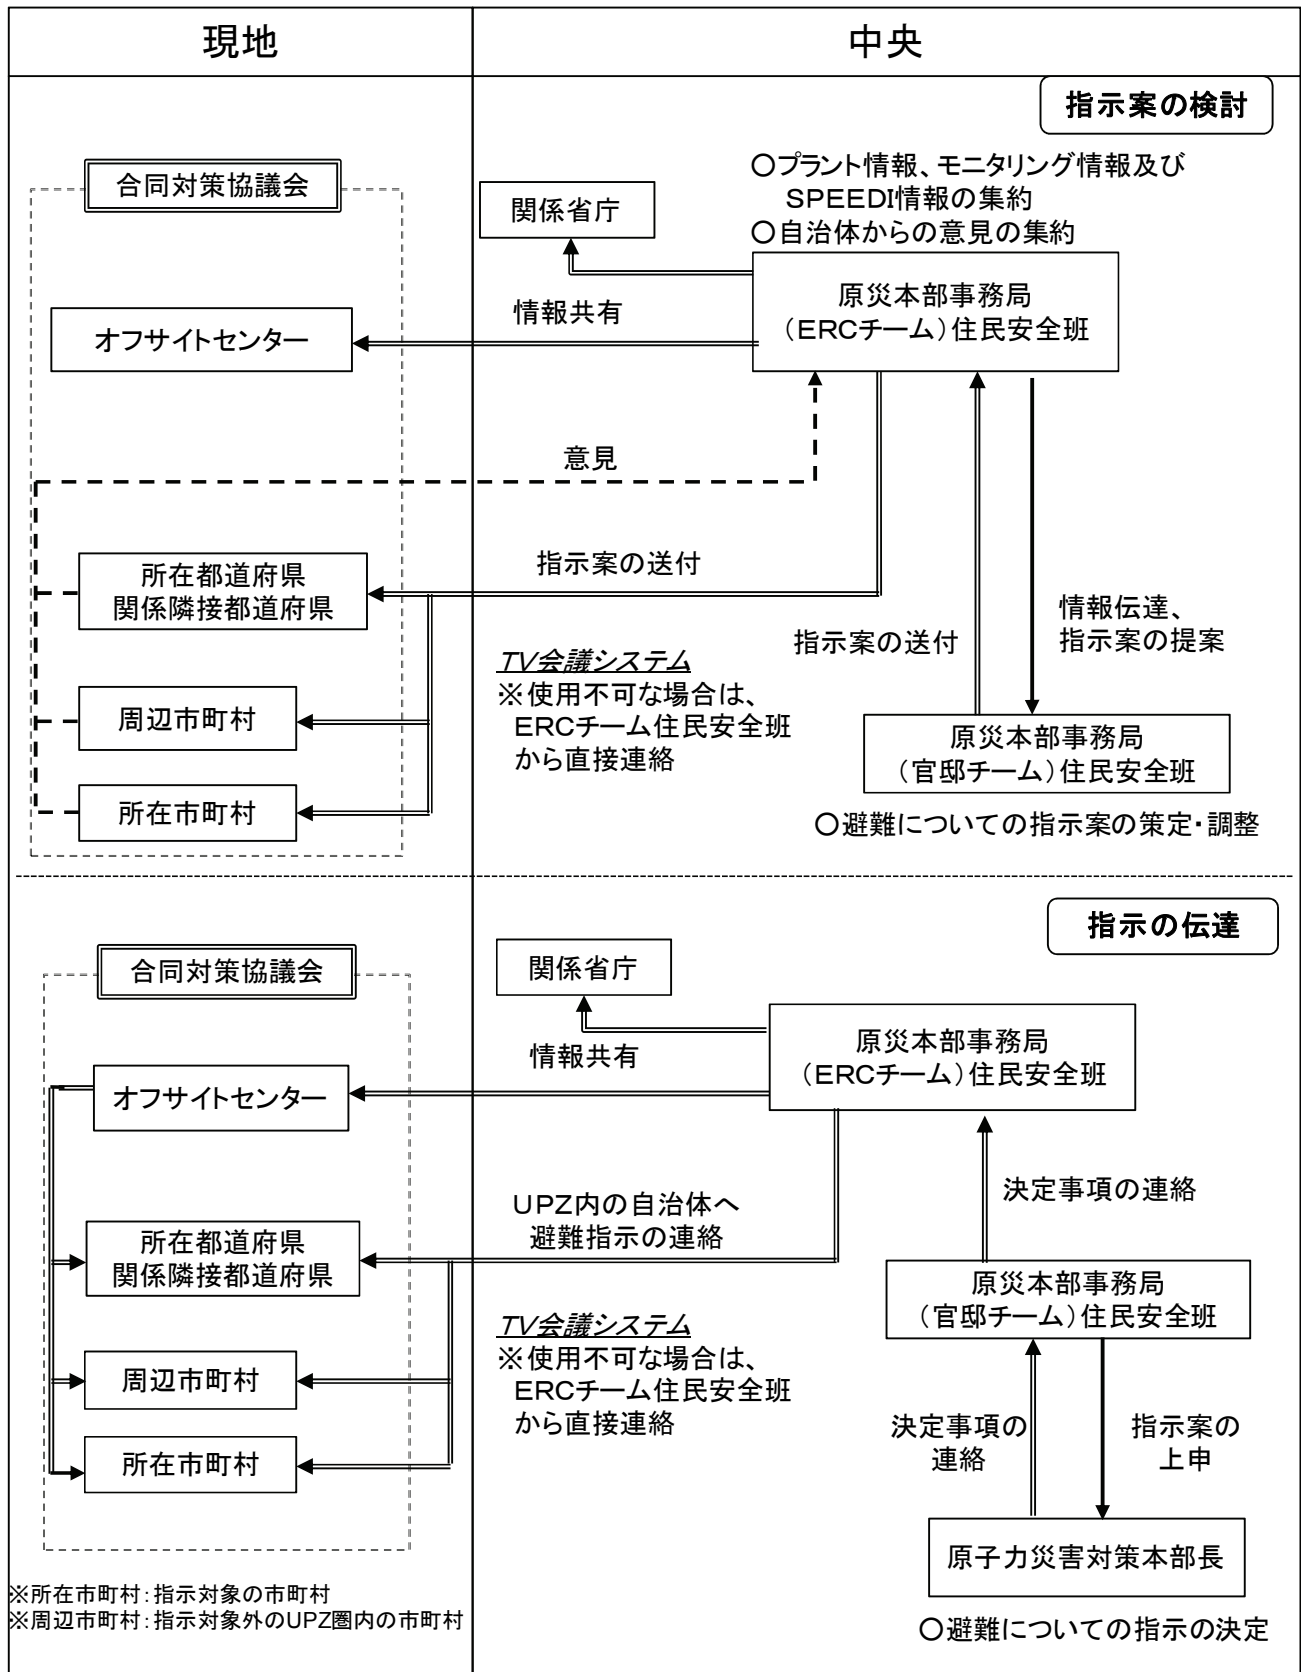 現地
中央
指示案の検討
合同対策協議会
関係省庁
○プラント情報、モニタリング情報及び
SPEEDI情報の集約
○自治体からの意見の集約
原災本部事務局
（ERCチーム）住民安全班
情報共有
オフサイトセンター
意見
所在都道府県
関係隣接都道府県
指示案の送付
周辺市町村
所在市町村
TV会議システム
※使用不可な場合は、
ERCチーム住民安全班
から直接連絡
指示案の送付
情報伝達、
指示案の提案
原災本部事務局
（官邸チーム）住民安全班
○避難についての指示案の策定・調整
指示の伝達
合同対策協議会
関係省庁
原災本部事務局
（ERCチーム）住民安全班
情報共有
オフサイトセンター
UPZ内の自治体へ
避難指示の連絡
決定事項の連絡
所在都道府県
関係隣接都道府県
原災本部事務局
（官邸チーム）住民安全班
TV会議システム
※使用不可な場合は、
ERCチーム住民安全班
から直接連絡
周辺市町村
所在市町村
決定事項の
連絡
指示案の
上申
原子力災害対策本部長
○避難についての指示の決定
※所在市町村：指示対象の市町村
※周辺市町村：指示対象外のUPZ圏内の市町村